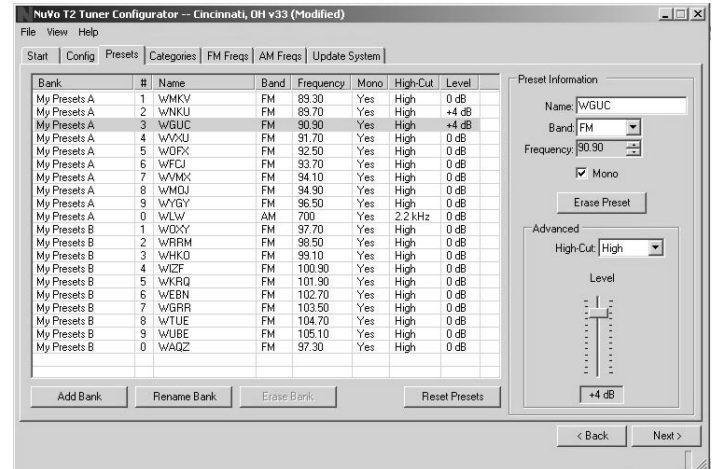 NuVo T2 Tuner Configurator -- Cincinnati, OH v33 (Modified)
File View Help
Start Config Presets Categories FM Freqs AM Freqs Update System
Bank # Name Band Frequency Mono High-Cut Level
My Presets A 1 WMKV FM 89.30 Yes High 0 dB
My Presets A 2 WNKU FM 89.70 Yes High +4 dB
My Presets A 3 WGUC FM 90.90 Yes High +4 dB
My Presets A 4 WVXU FM 91.70 Yes High 0 dB
My Presets A 5 WOFX FM 92.50 Yes High 0 dB
My Presets A 6 WFCJ FM 93.70 Yes High 0 dB
My Presets A 7 WVMX FM 94.10 Yes High 0 dB
My Presets A 8 WMOJ FM 94.90 Yes High 0 dB
My Presets A 9 WYGY FM 96.50 Yes High 0 dB
My Presets A 0 WLW AM 700 Yes 2.2 kHz 0 dB
My Presets B 1 WOXY FM 97.70 Yes High 0 dB
My Presets B 2 WRRM FM 98.50 Yes High 0 dB
My Presets B 3 WHKO FM 99.10 Yes High 0 dB
My Presets B 4 WIZF FM 100.90 Yes High 0 dB
My Presets B 5 WKRQ FM 101.90 Yes High 0 dB
My Presets B 6 WEBN FM 102.70 Yes High 0 dB
My Presets B 7 WGRR FM 103.50 Yes High 0 dB
My Presets B 8 WTUE FM 104.70 Yes High 0 dB
My Presets B 9 WUBE FM 105.10 Yes High 0 dB
My Presets B 0 WAQZ FM 97.30 Yes High 0 dB
Add Bank Rename Bank Erase Bank Reset Presets
Preset Information
Name: WGUC
Band: FM
Frequency: 90.90
Mono
Erase Preset
Advanced
High-Cut: High
Level
+4 dB
< Back Next >